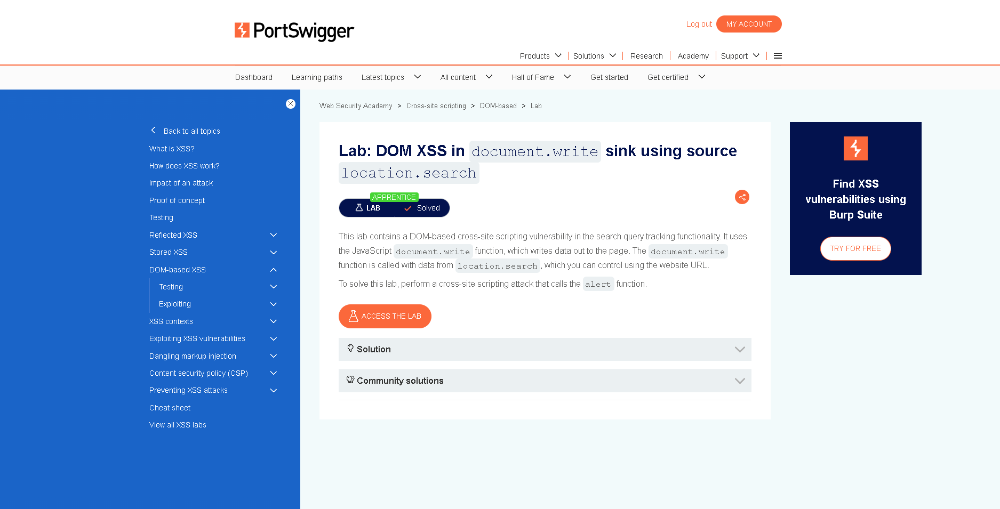 PortSwigger
Log out
MY ACCOUNT
Products
Solutions
Research
Academy
Support
Dashboard
Learning paths
Latest topics
All content
Hall of Fame
Get started
Get certified
Back to all topics
What is XSS?
How does XSS work?
Impact of an attack
Proof of concept
Testing
Reflected XSS
Stored XSS
DOM-based XSS
Testing
Exploiting
XSS contexts
Exploiting XSS vulnerabilities
Dangling markup injection
Content security policy (CSP)
Preventing XSS attacks
Cheat sheet
View all XSS labs
Web Security Academy > Cross-site scripting > DOM-based > Lab
Lab: DOM XSS in document.write sink using source
location.search
APPRENTICE
LAB
Solved
This lab contains a DOM-based cross-site scripting vulnerability in the search query tracking functionality. It uses
the JavaScript document.write function, which writes data out to the page. The document.write
function is called with data from location.search, which you can control using the website URL.
To solve this lab, perform a cross-site scripting attack that calls the alert function.
ACCESS THE LAB
Solution
Community solutions
Find XSS
vulnerabilities using
Burp Suite
TRY FOR FREE